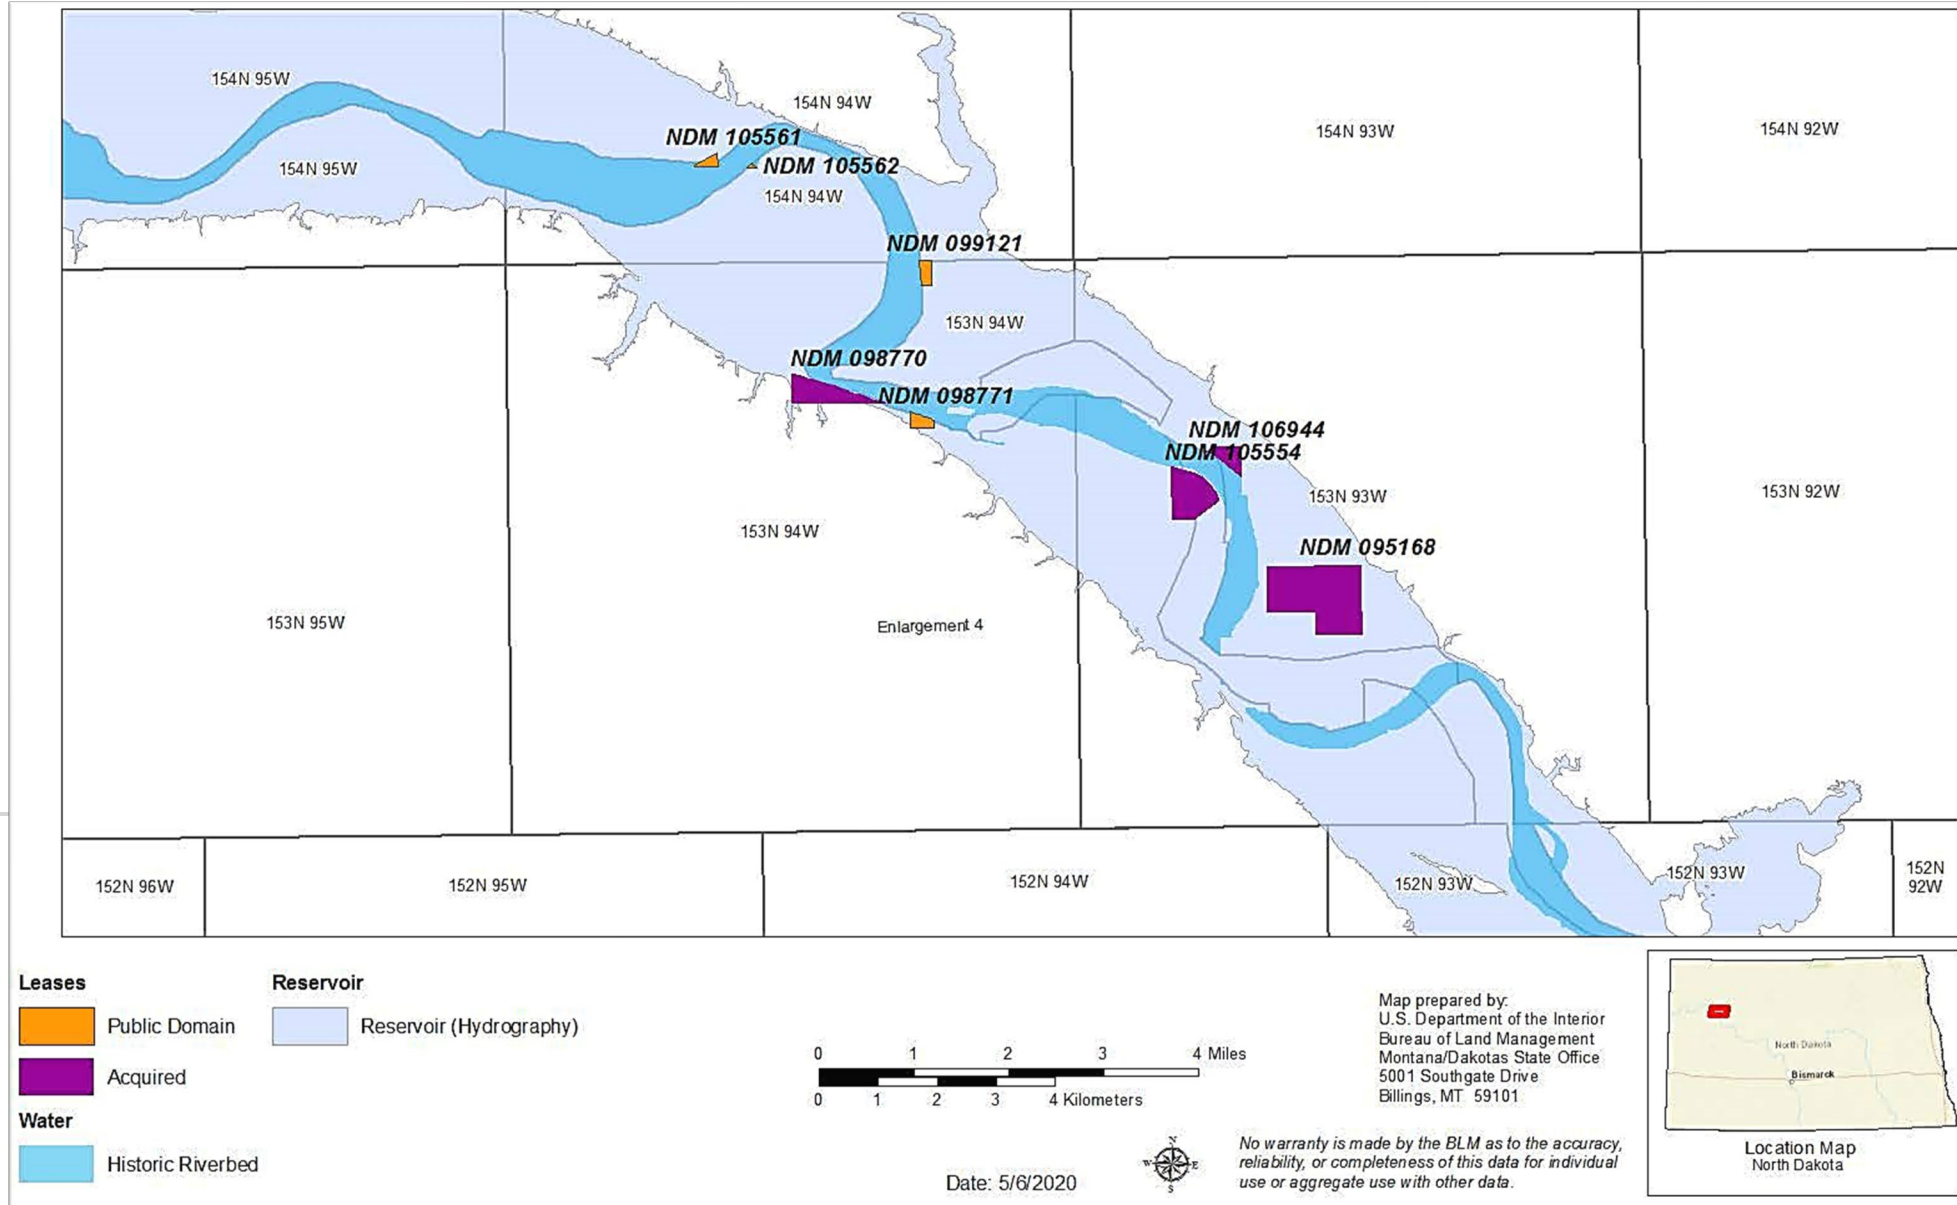 154N 95W
154N 94W
154N 93W
154N 92W
NDM 105561
154N 95W
NDM 105562
154N 94W
NDM 099121
153N 94W
NDM 098770
NDM 098771
NDM 106944
NDM 105554
153N 93W
153N 92W
153N 94W
NDM 095168
153N 95W
Enlargement 4
152N 96W
152N 95W
152N 94W
152N 93W
152N 93W
152N
92W
Leases
Public Domain
Acquired
Water
Historic Riverbed
Reservoir
Reservoir (Hydrography)
0 1 2 3 4 Miles
0 1 2 3 4 Kilometers
Date: 5/6/2020
N
W E
S
Map prepared by:
U.S. Department of the Interior
Bureau of Land Management
Montana/Dakotas State Office
5001 Southgate Drive
Billings, MT 59101
No warranty is made by the BLM as to the accuracy,
reliability, or completeness of this data for individual
use or aggregate use with other data.
North Dakota
Bismarck
Location Map
North Dakota